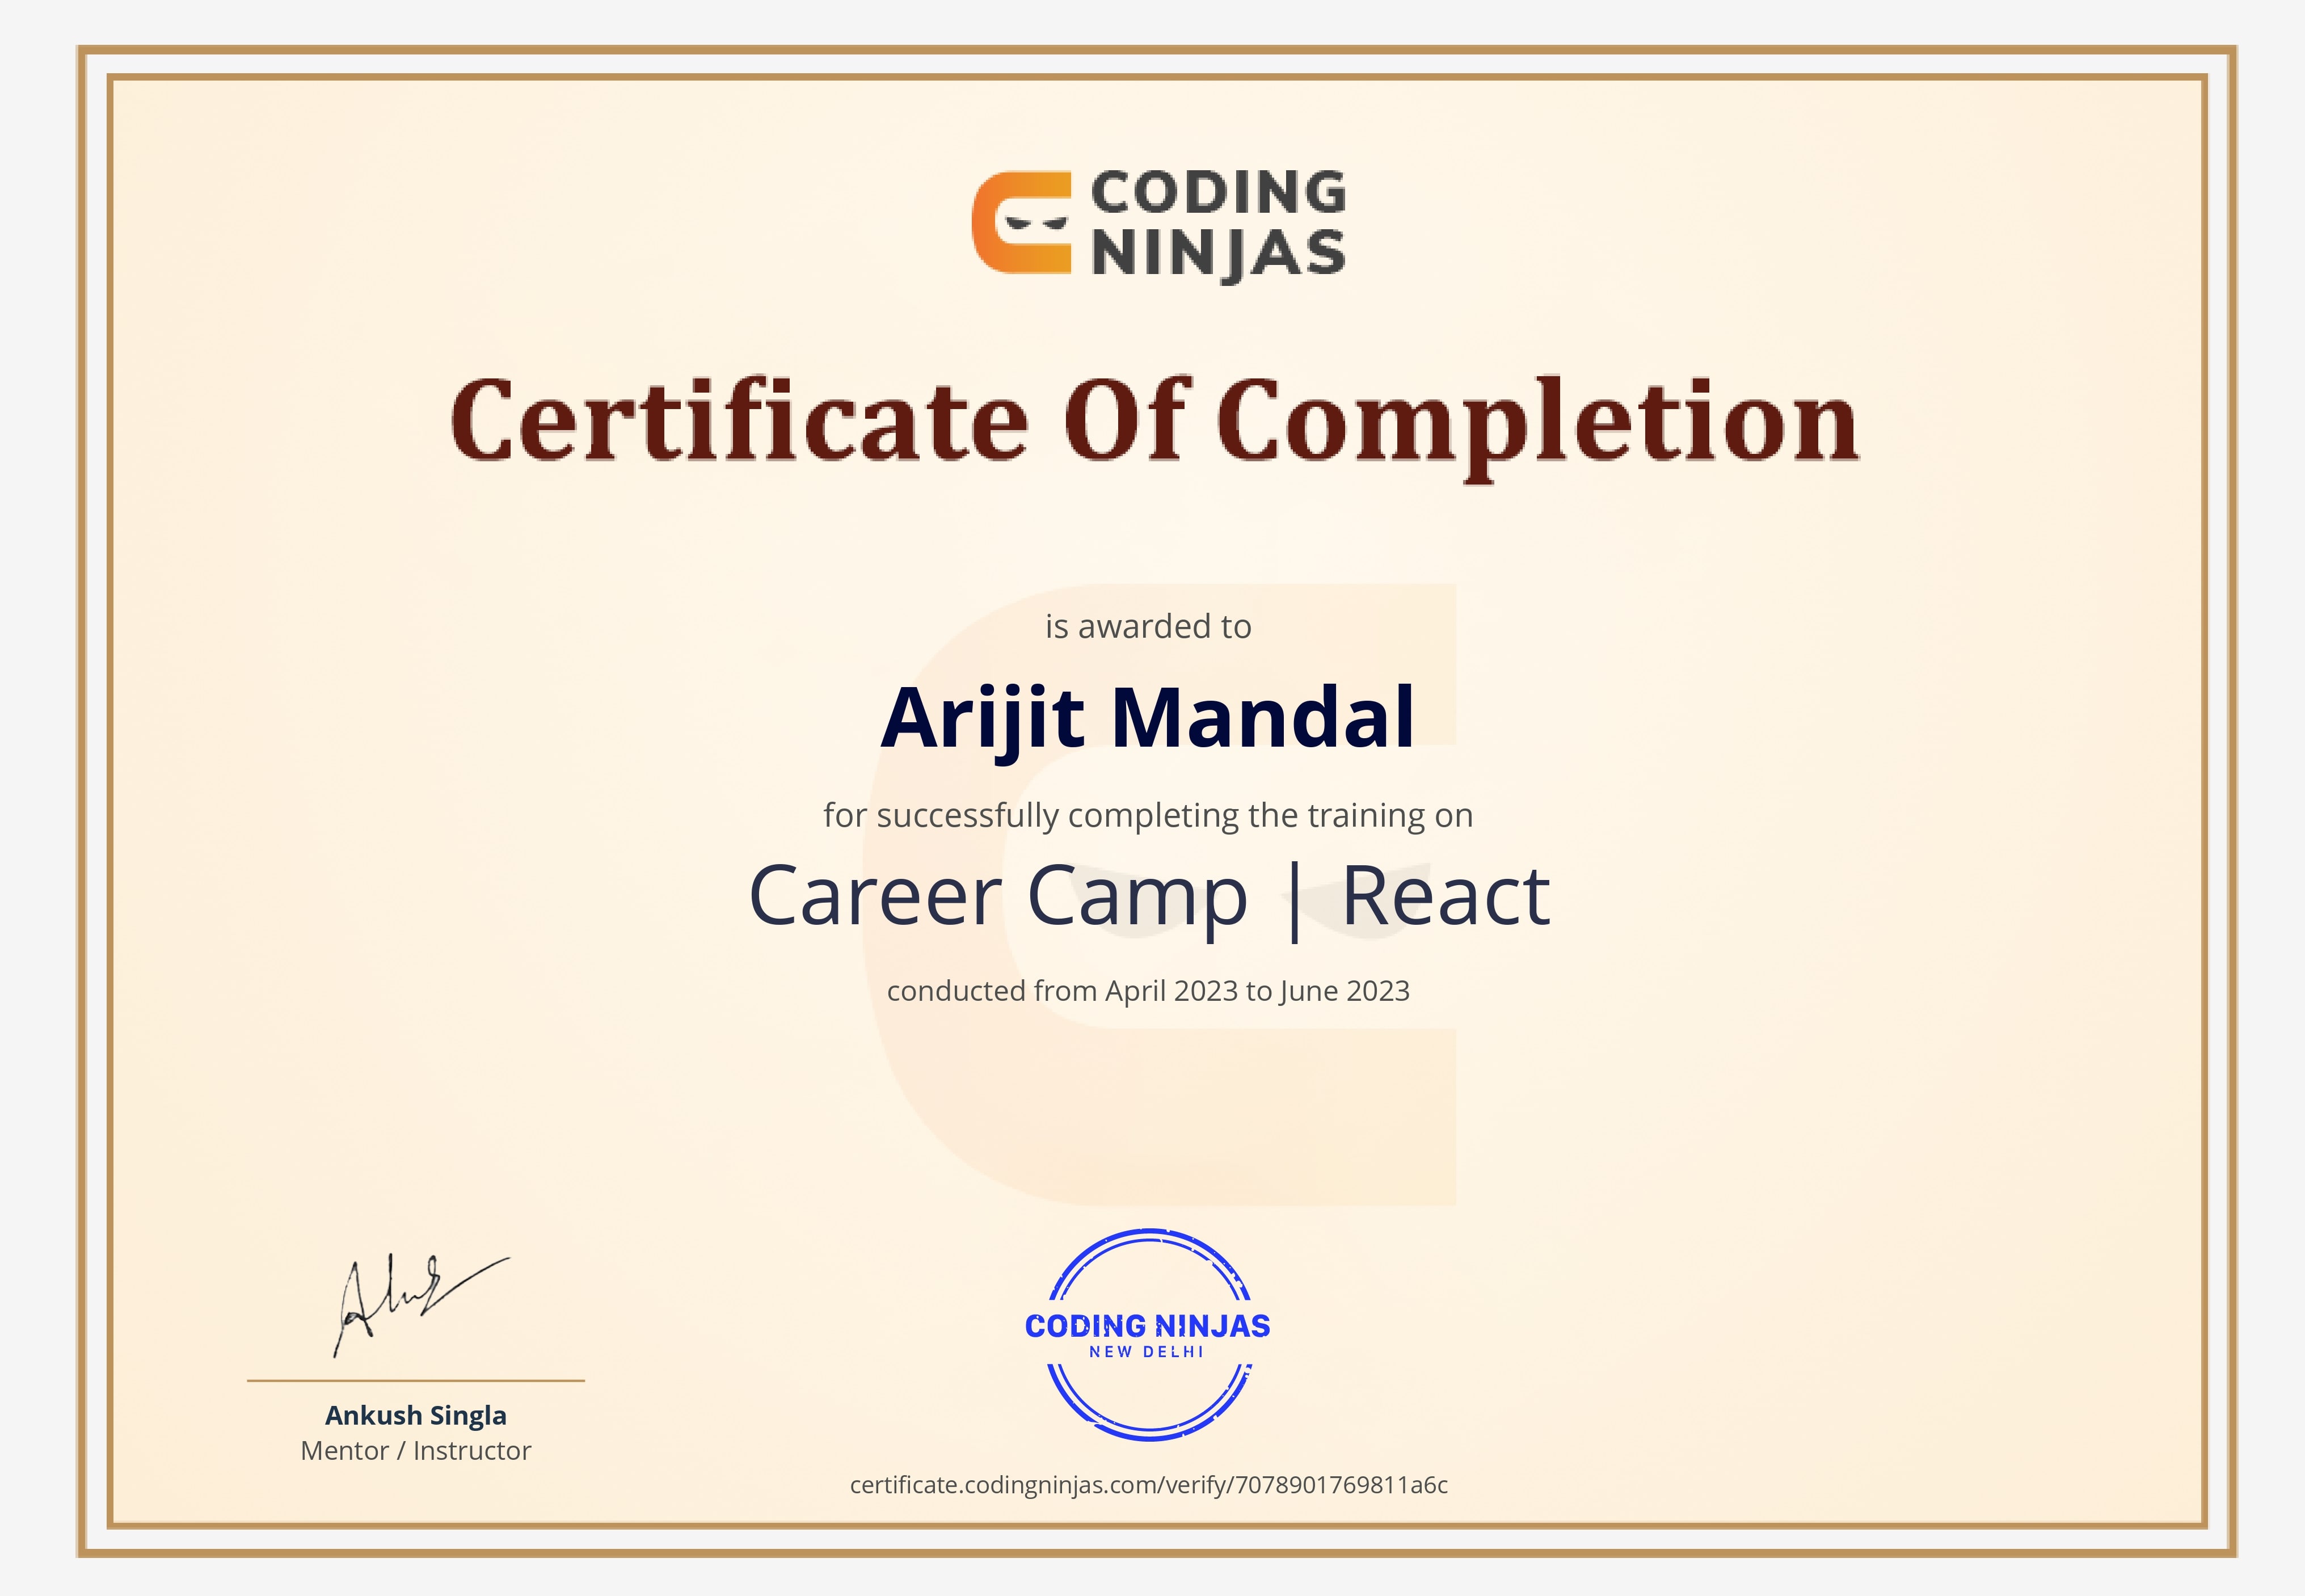 CODING
NINJAS
Certificate Of Completion
is awarded to
Arijit Mandal
for successfully completing the training on
Career Camp | React
conducted from April 2023 to June 2023
Ankush Singla
Mentor / Instructor
CODING NINJAS
NEW DELHI
certificate.codingninjas.com/verify/7078901769811a6c